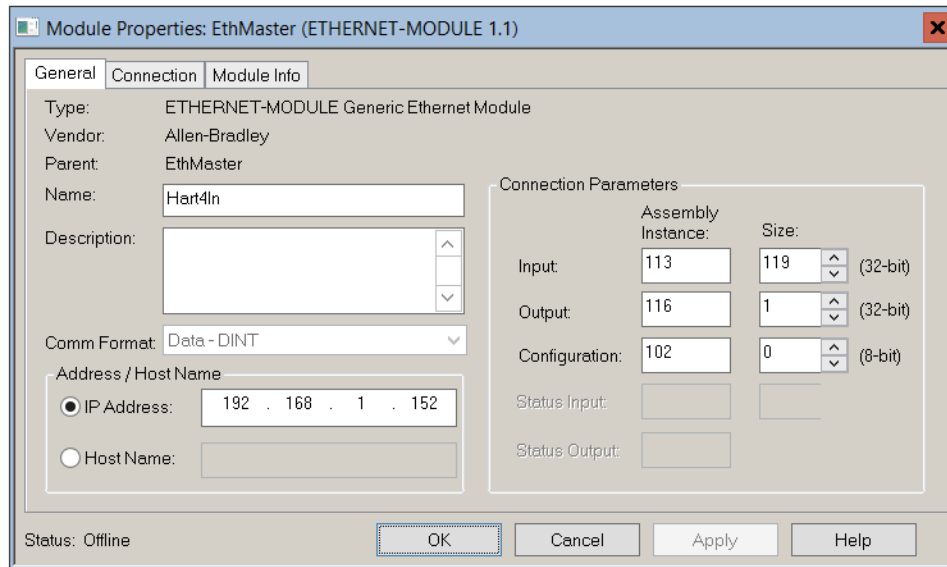 Module Properties: EthMaster (ETHERNET-MODULE 1.1)
General Connection Module Info
Type: ETHERNET-MODULE Generic Ethernet Module
Vendor: Allen-Bradley
Parent: EthMaster
Name: Hart4In
Description:
Comm Format: Data - DINT
Address / Host Name
IP Address: 192 . 168 . 1 . 152
Host Name:
Connection Parameters
Assembly
Instance: Size:
Input: 113 119 (32-bit)
Output: 116 1 (32-bit)
Configuration: 102 0 (8-bit)
Status Input:
Status Output:
Status: Offline OK Cancel Apply Help